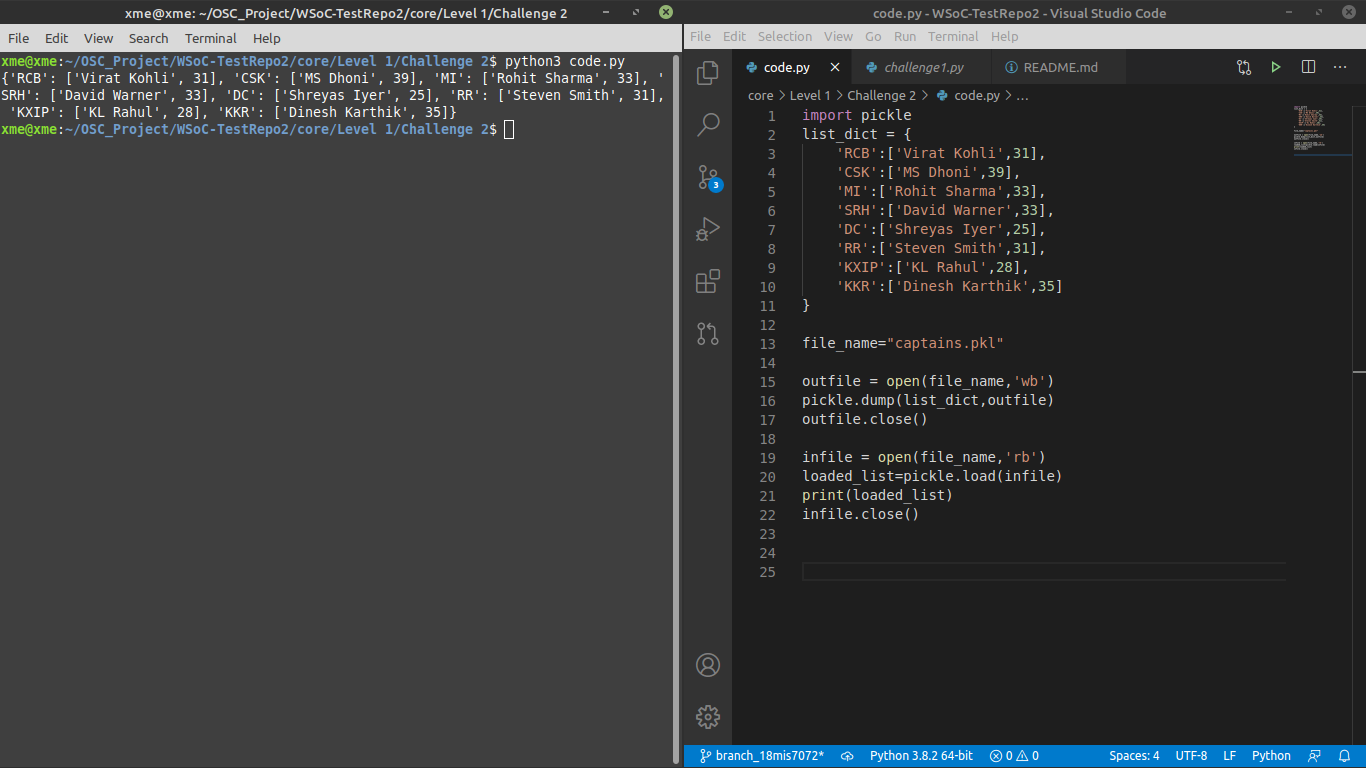 xme@xme: ~/OSC_Project/WSoC-TestRepo2/core/Level 1/Challenge 2
File Edit View Search Terminal Help
xme@xme:~/OSC_Project/WSoC-TestRepo2/core/Level 1/Challenge 2$ python3 code.py
{'RCB': ['Virat Kohli', 31], 'CSK': ['MS Dhoni', 39], 'MI': ['Rohit Sharma', 33], '
SRH': ['David Warner', 33], 'DC': ['Shreyas Iyer', 25], 'RR': ['Steven Smith', 31],
 'KXIP': ['KL Rahul', 28], 'KKR': ['Dinesh Karthik', 35]}
xme@xme:~/OSC_Project/WSoC-TestRepo2/core/Level 1/Challenge 2$
code.py - WSoC-TestRepo2 - Visual Studio Code
File Edit Selection View Go Run Terminal Help
code.py challenge1.py README.md
core > Level 1 > Challenge 2 > code.py > ...
1 import pickle
2 list_dict = {
3     'RCB':['Virat Kohli',31],
4     'CSK':['MS Dhoni',39],
5     'MI':['Rohit Sharma',33],
6     'SRH':['David Warner',33],
7     'DC':['Shreyas Iyer',25],
8     'RR':['Steven Smith',31],
9     'KXIP':['KL Rahul',28],
10     'KKR':['Dinesh Karthik',35]
11 }
12
13 file_name="captains.pkl"
14
15 outfile = open(file_name,'wb')
16 pickle.dump(list_dict,outfile)
17 outfile.close()
18
19 infile = open(file_name,'rb')
20 loaded_list=pickle.load(infile)
21 print(loaded_list)
22 infile.close()
23
24
25
3
branch_18mis7072* Python 3.8.2 64-bit 0 0 Spaces: 4 UTF-8 LF Python